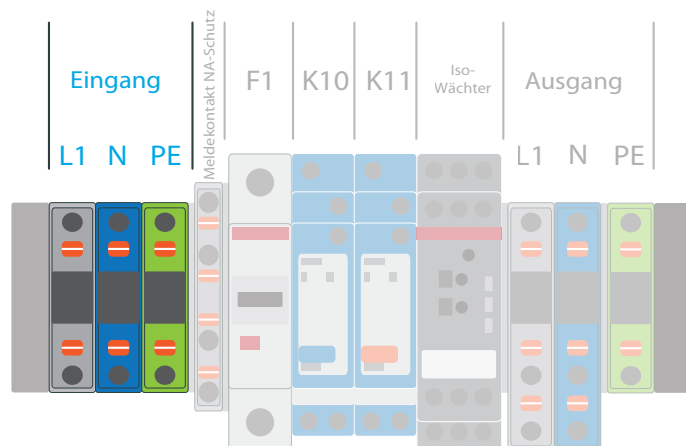 Eingang
L1 N PE
Meldekontakt NA-Schutz
F1
K10
K11
Iso-
Wächter
Ausgang
L1 N PE